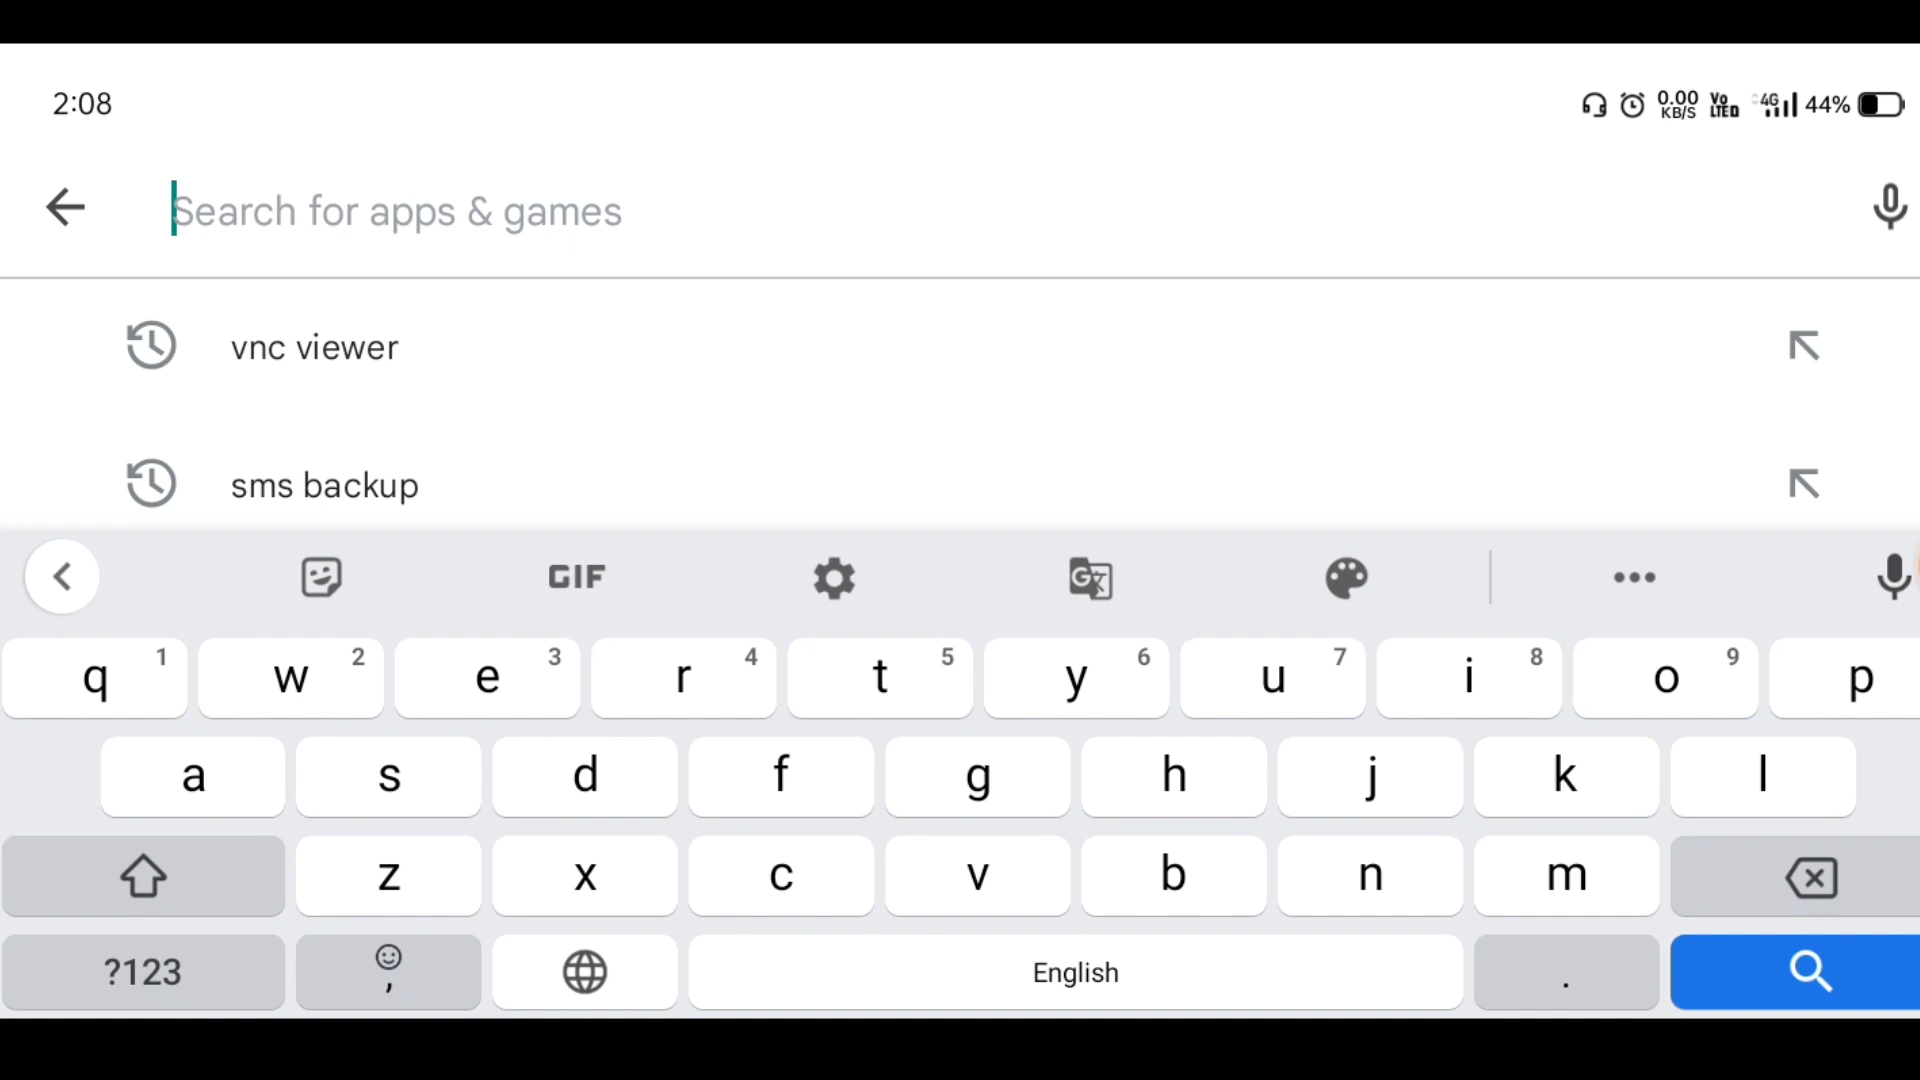 2:08
0.00 KB/S Vo LTE 4G 44%
Search for apps & games
vnc viewer
sms backup
GIF
q 1 w 2 e 3 r 4 t 5 y 6 u 7 i 8 o 9 p
a s d f g h j k l
z x c v b n m
?123 , English .